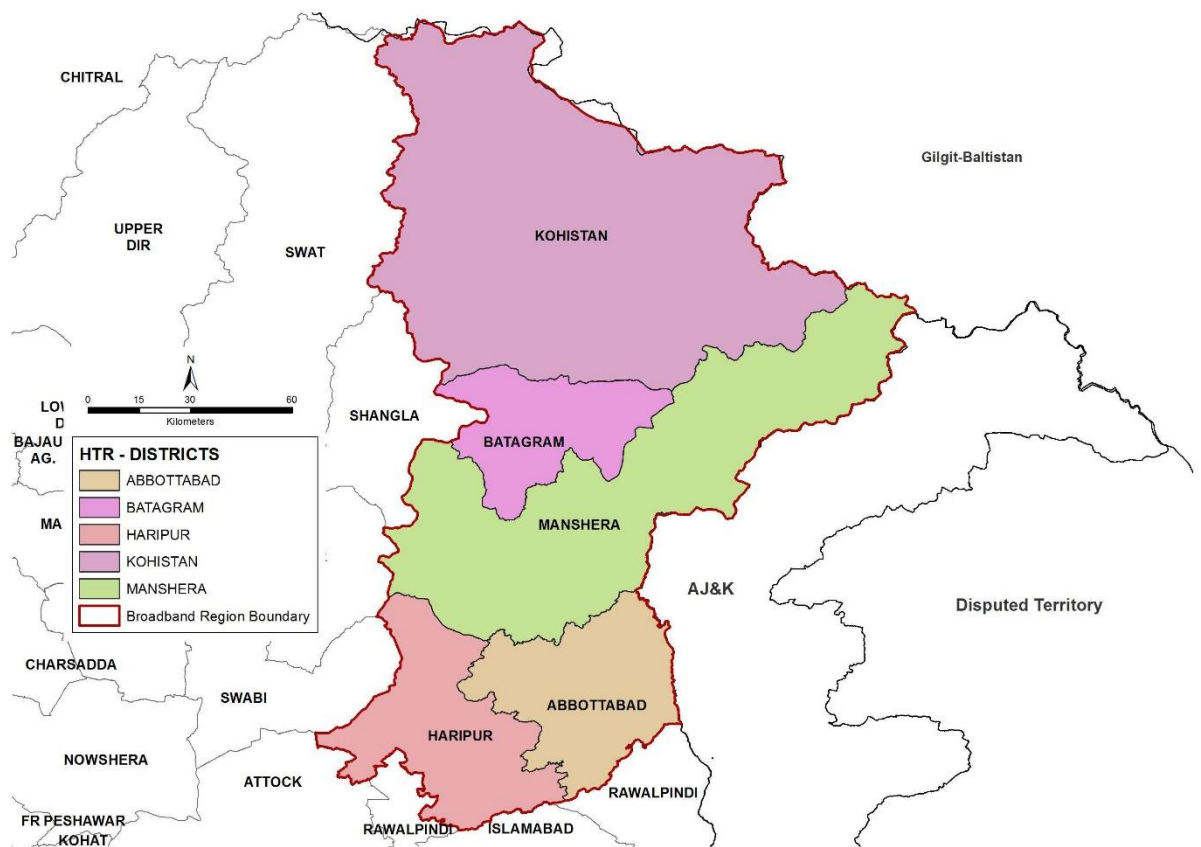 CHITRAL
Gilgit-Baltistan
UPPER
DIR
SWAT
KOHISTAN
N
0 15 30 60
Kilometers
SHANGLA
BATAGRAM
BAJAU
AG.
HTR - DISTRICTS
ABBOTTABAD
BATAGRAM
HARIPUR
KOHISTAN
MANSHERA
Broadband Region Boundary
MA
MANSHERA
AJ&K
Disputed Territory
CHARSADDA
SWABI
ABBOTTABAD
HARIPUR
NOWSHERA
ATTOCK
RAWALPINDI
FR PESHAWAR
KOHAT
RAWALPINDI
ISLAMABAD